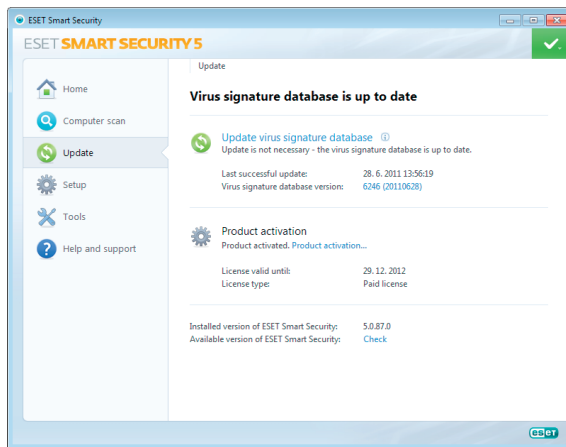 ESET Smart Security
ESET SMART SECURITY 5
Home
Computer scan
Update
Setup
Tools
Help and support
Update
Virus signature database is up to date
Update virus signature database
Update is not necessary - the virus signature database is up to date.
Last successful update: 28. 6. 2011 13:56:19
Virus signature database version: 6246 (20110628)
Product activation
Product activated. Product activation...
License valid until: 29. 12. 2012
License type: Paid license
Installed version of ESET Smart Security: 5.0.87.0
Available version of ESET Smart Security: Check
eset